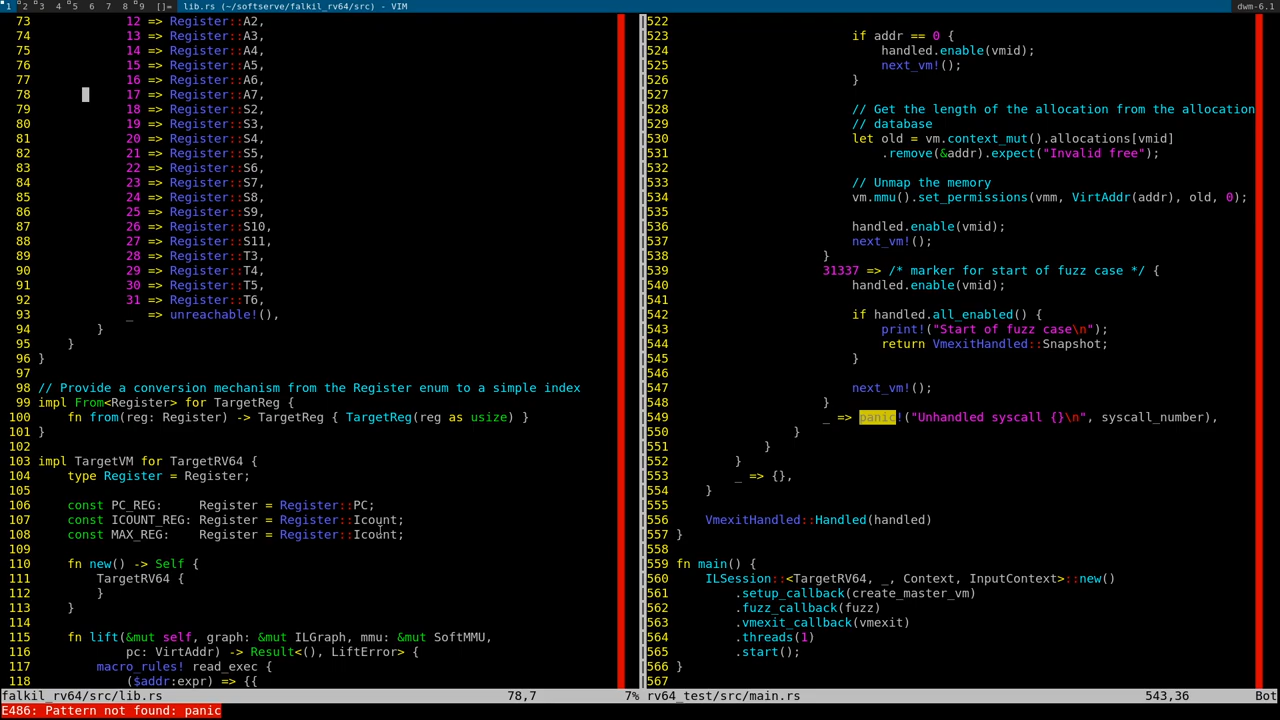 1 2 3 4 5 6 7 8 9 []= lib.rs (~/softserve/falkil_rv64/src) - VIM dwm-6.1
73 12 => Register::A2,
74 13 => Register::A3,
75 14 => Register::A4,
76 15 => Register::A5,
77 16 => Register::A6,
78 17 => Register::A7,
79 18 => Register::S2,
80 19 => Register::S3,
81 20 => Register::S4,
82 21 => Register::S5,
83 22 => Register::S6,
84 23 => Register::S7,
85 24 => Register::S8,
86 25 => Register::S9,
87 26 => Register::S10,
88 27 => Register::S11,
89 28 => Register::T3,
90 29 => Register::T4,
91 30 => Register::T5,
92 31 => Register::T6,
93 _ => unreachable!(),
94 }
95 }
96 }
97
98 // Provide a conversion mechanism from the Register enum to a simple index
99 impl From<Register> for TargetReg {
100 fn from(reg: Register) -> TargetReg { TargetReg(reg as usize) }
101 }
102
103 impl TargetVM for TargetRV64 {
104 type Register = Register;
105
106 const PC_REG: Register = Register::PC;
107 const ICOUNT_REG: Register = Register::Icount;
108 const MAX_REG: Register = Register::Icount;
109
110 fn new() -> Self {
111 TargetRV64 {
112 }
113 }
114
115 fn lift(&mut self, graph: &mut ILGraph, mmu: &mut SoftMMU,
116 pc: VirtAddr) -> Result<(), LiftError> {
117 macro_rules! read_exec {
118 ($addr:expr) => {{
falkil_rv64/src/lib.rs 78,7 7%
522
523 if addr == 0 {
524 handled.enable(vmid);
525 next_vm!();
526 }
527
528 // Get the length of the allocation from the allocation
529 // database
530 let old = vm.context_mut().allocations[vmid]
531 .remove(&addr).expect("Invalid free");
532
533 // Unmap the memory
534 vm.mmu().set_permissions(vmm, VirtAddr(addr), old, 0);
535
536 handled.enable(vmid);
537 next_vm!();
538 }
539 31337 => /* marker for start of fuzz case */ {
540 handled.enable(vmid);
541
542 if handled.all_enabled() {
543 print!("Start of fuzz case\n");
544 return VmexitHandled::Snapshot;
545 }
546
547 next_vm!();
548 }
549 _ => panic!("Unhandled syscall {}\n", syscall_number),
550 }
551 }
552 }
553 _ => {},
554 }
555
556 VmexitHandled::Handled(handled)
557 }
558
559 fn main() {
560 ILSession::<TargetRV64, _, Context, InputContext>::new()
561 .setup_callback(create_master_vm)
562 .fuzz_callback(fuzz)
563 .vmexit_callback(vmexit)
564 .threads(1)
565 .start();
566 }
567
rv64_test/src/main.rs 543,36 Bot
E486: Pattern not found: panic